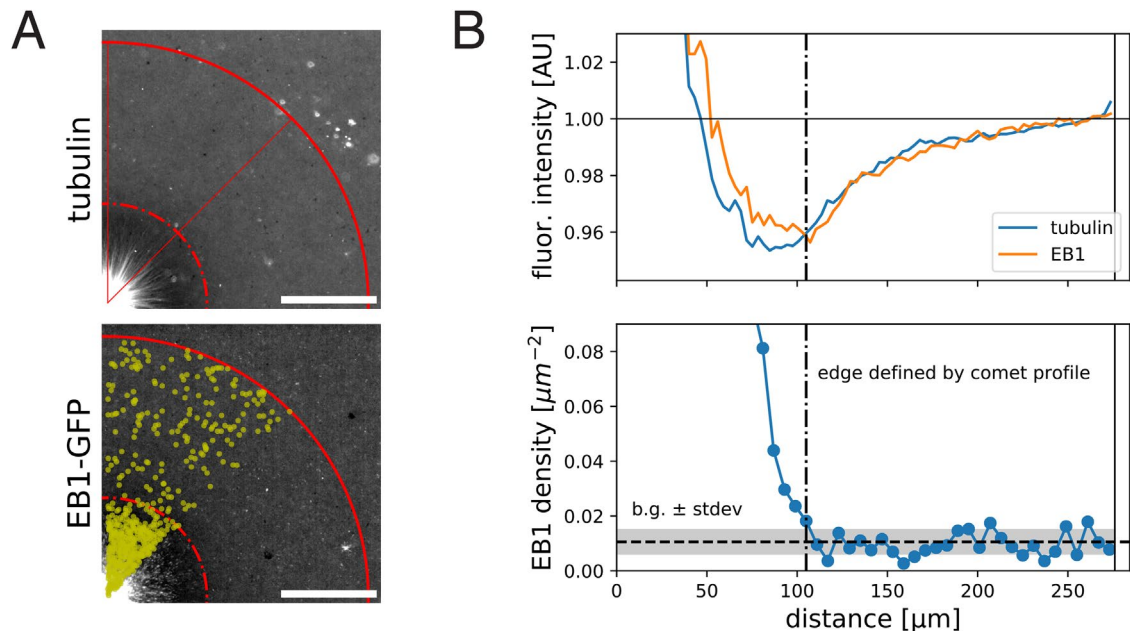 A
tubulin
EB1-GFP
B
fluor. intensity [AU]
1.02
1.00
0.98
0.96
tubulin
EB1
EB1 density [μm⁻²]
0.08
0.06
0.04
0.02
0.00
edge defined by comet profile
b.g. ± stdev
0 50 100 150 200 250
distance [μm]